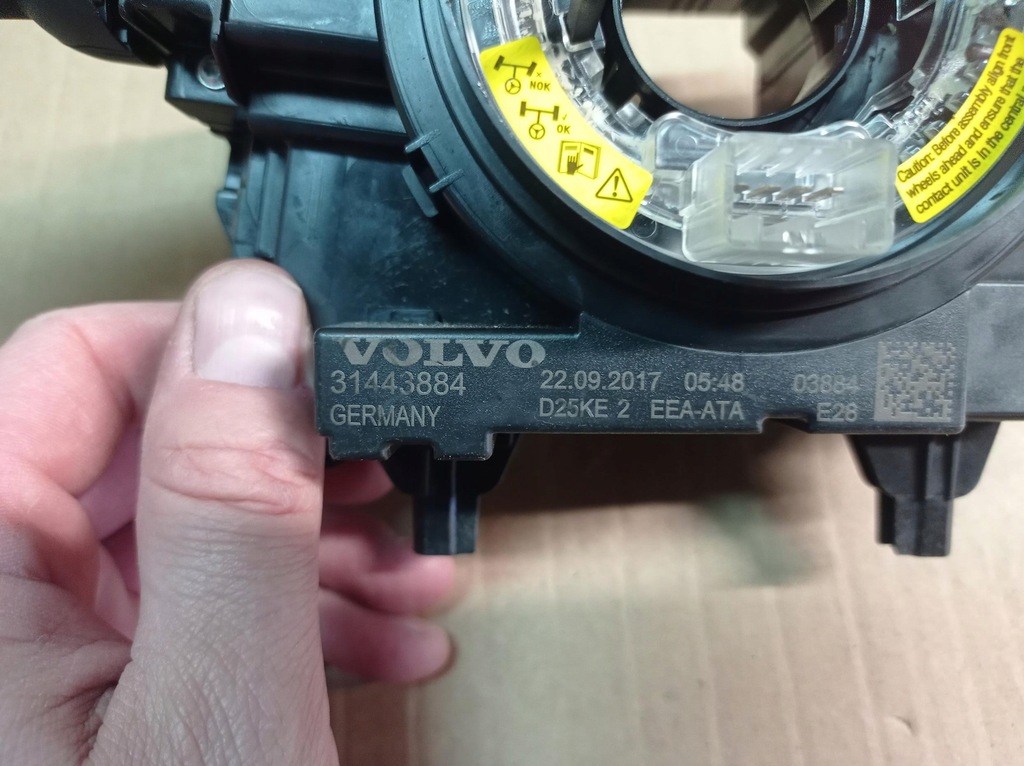 NOK
OK
Caution: Before assembly align front
wheels ahead and ensure that the
contact unit is in the central
VOLVO
31443884 22.09.2017 05:48 03884
GERMANY D25KE 2 EEA-ATA E28